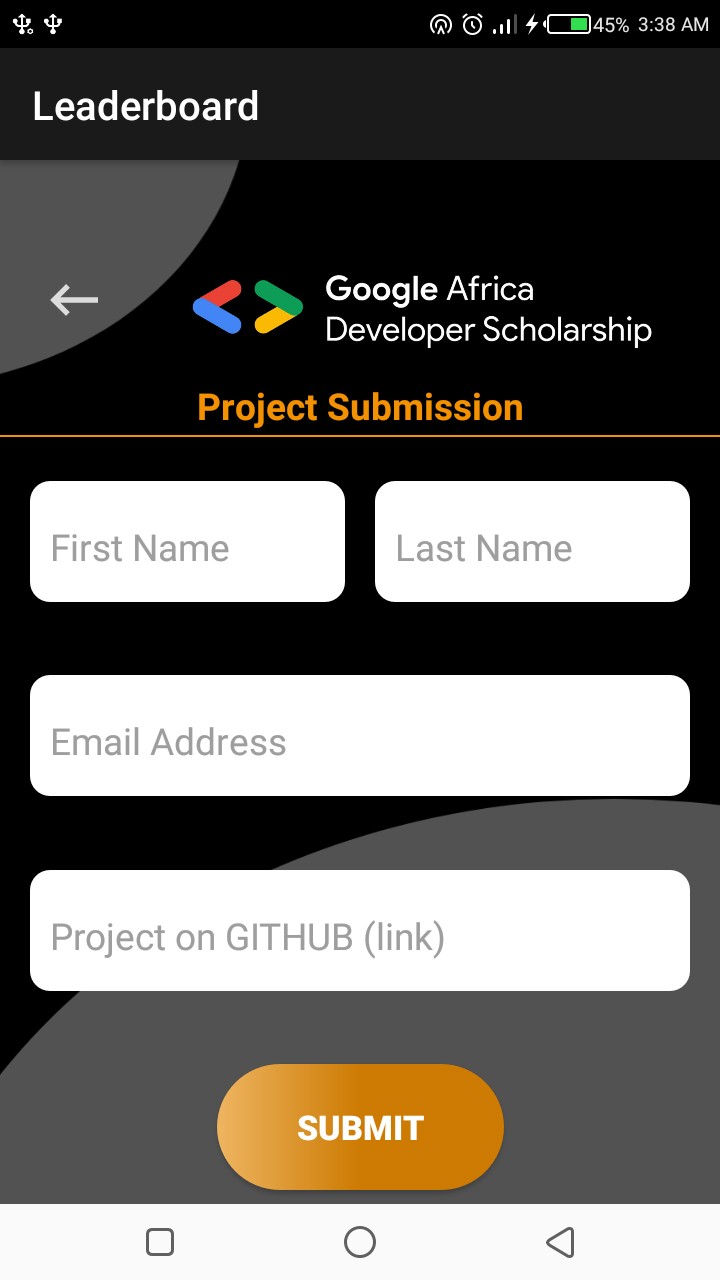 45% 3:38 AM
Leaderboard
Google Africa
Developer Scholarship
Project Submission
First Name Last Name
Email Address
Project on GITHUB (link)
SUBMIT